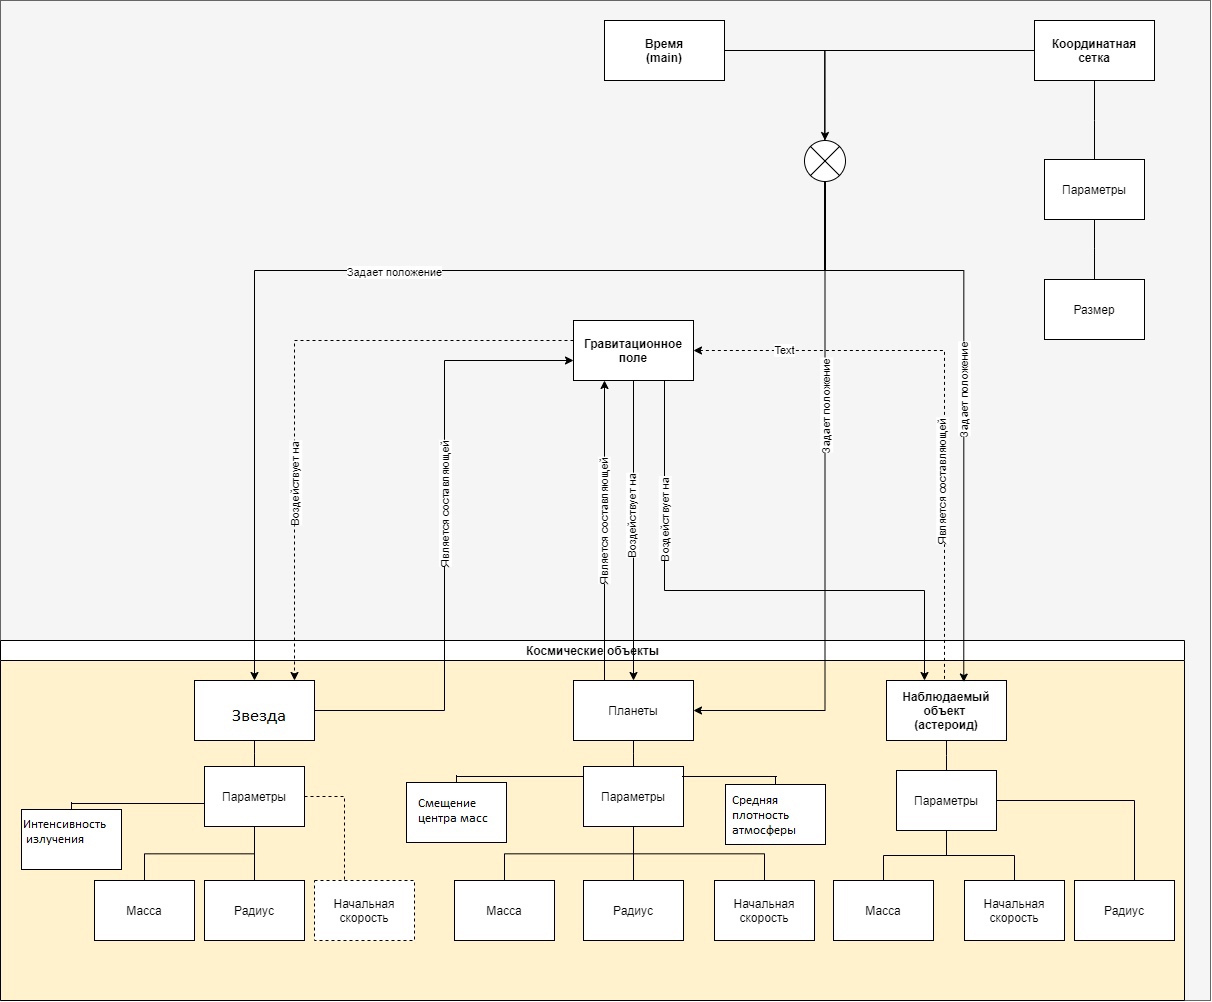 Время
(main)
Координатная
сетка
Параметры
Размер
Задает положение
Гравитационное
поле
Text
Задает положение
Задает положение
Воздействует на
Является составляющей
Является составляющей
Воздействует на
Воздействует на
Является составляющей
Космические объекты
Звезда
Планеты
Наблюдаемый
объект
(астероид)
Параметры
Параметры
Параметры
Интенсивность
излучения
Смещение
центра масс
Средняя
плотность
атмосферы
Масса
Радиус
Начальная
скорость
Масса
Радиус
Начальная
скорость
Масса
Начальная
скорость
Радиус